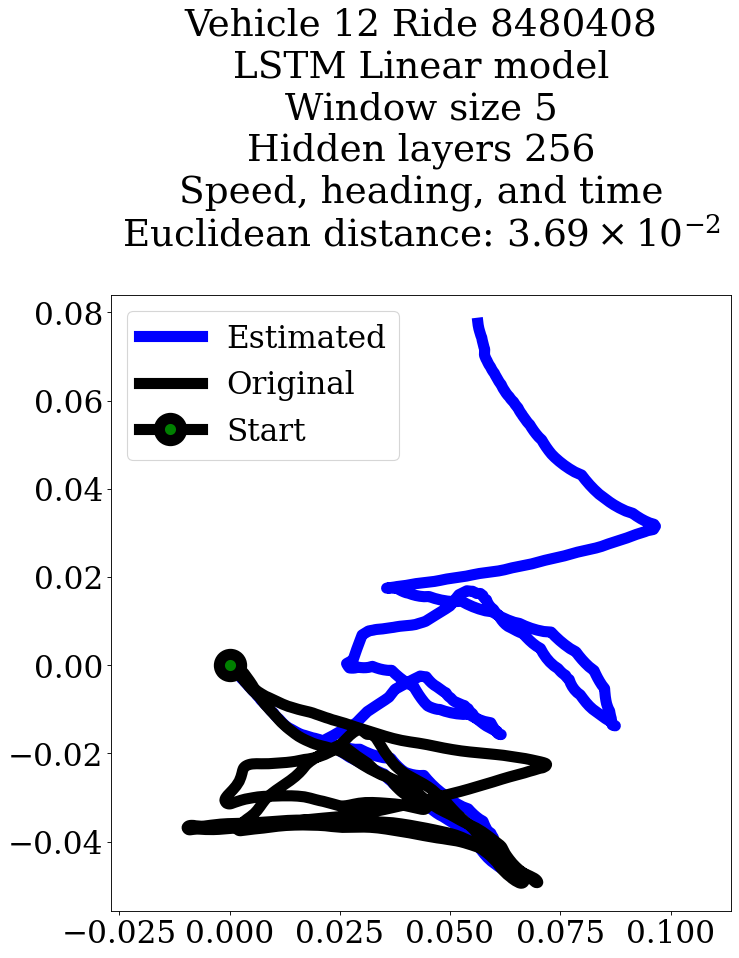 Vehicle 12 Ride 8480408
LSTM Linear model
Window size 5
Hidden layers 256
Speed, heading, and time
Euclidean distance: 3.69 × 10⁻²
Estimated
Original
Start
0.08
0.06
0.04
0.02
0.00
−0.02
−0.04
−0.025 0.000 0.025 0.050 0.075 0.100